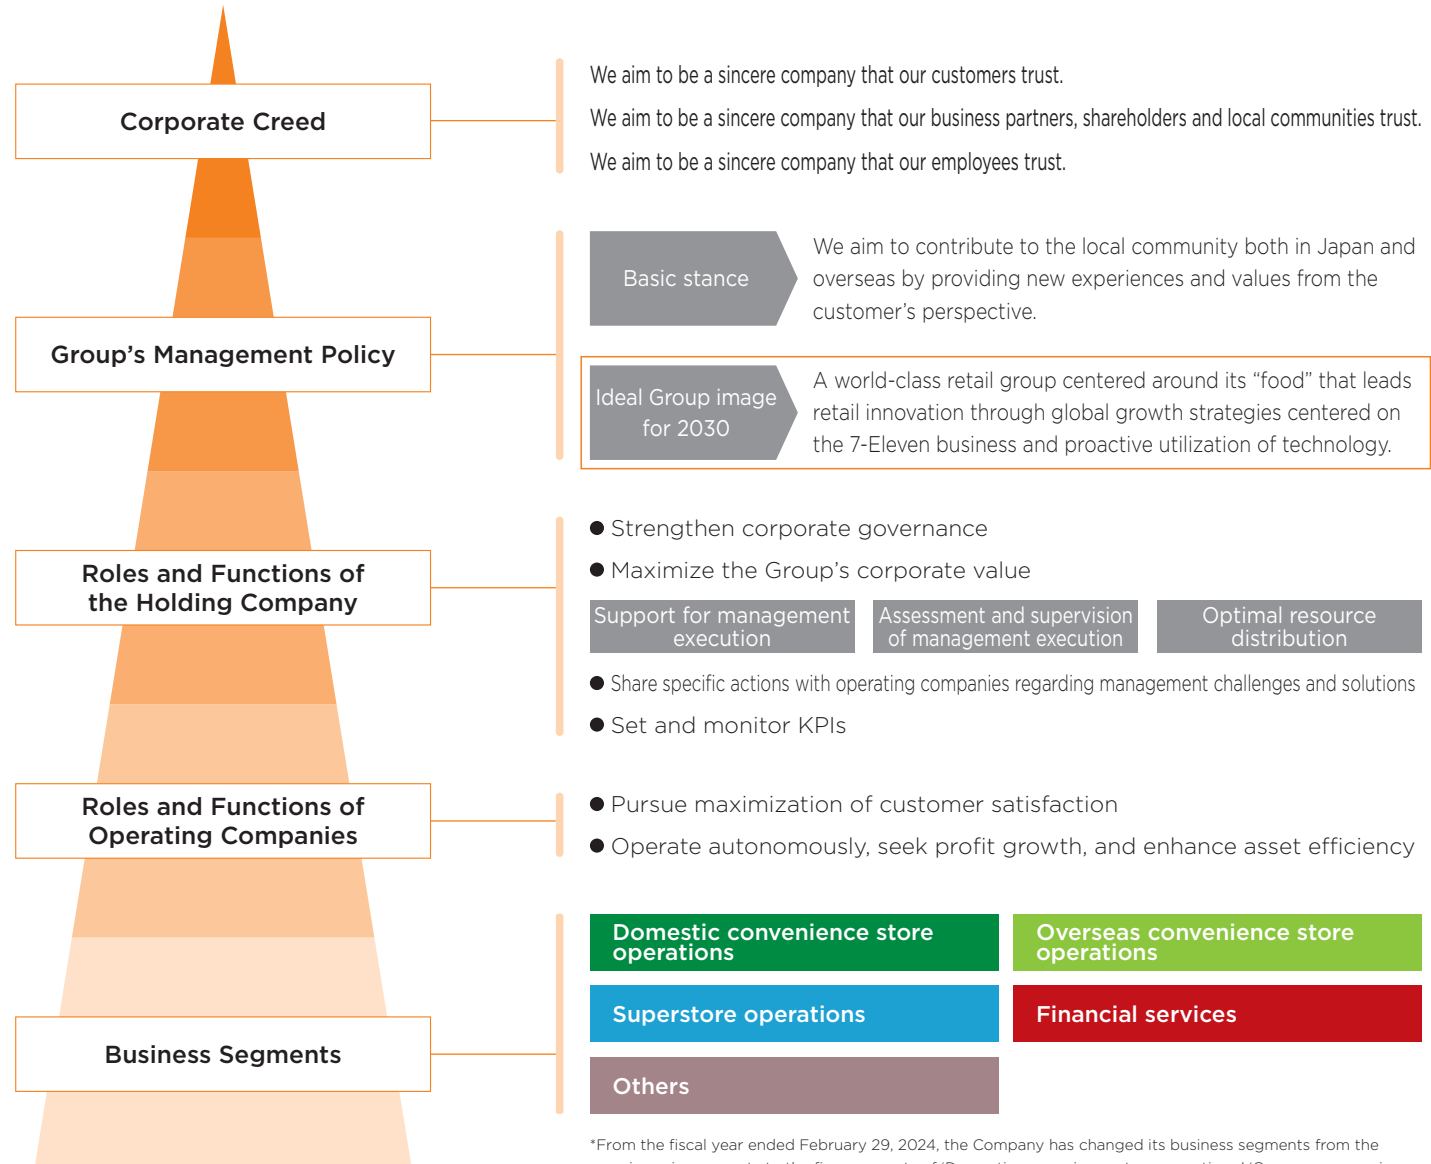 Corporate Creed
We aim to be a sincere company that our customers trust.
We aim to be a sincere company that our business partners, shareholders and local communities trust.
We aim to be a sincere company that our employees trust.
Group’s Management Policy
Basic stance
We aim to contribute to the local community both in Japan and
overseas by providing new experiences and values from the
customer’s perspective.
Ideal Group image
for 2030
A world-class retail group centered around its “food” that leads
retail innovation through global growth strategies centered on
the 7-Eleven business and proactive utilization of technology.
Roles and Functions of
the Holding Company
● Strengthen corporate governance
● Maximize the Group’s corporate value
Support for management
execution
Assessment and supervision
of management execution
Optimal resource
distribution
● Share specific actions with operating companies regarding management challenges and solutions
● Set and monitor KPIs
Roles and Functions of
Operating Companies
● Pursue maximization of customer satisfaction
● Operate autonomously, seek profit growth, and enhance asset efficiency
Business Segments
Domestic convenience store
operations
Overseas convenience store
operations
Superstore operations
Financial services
Others
*From the fiscal year ended February 29, 2024, the Company has changed its business segments from the